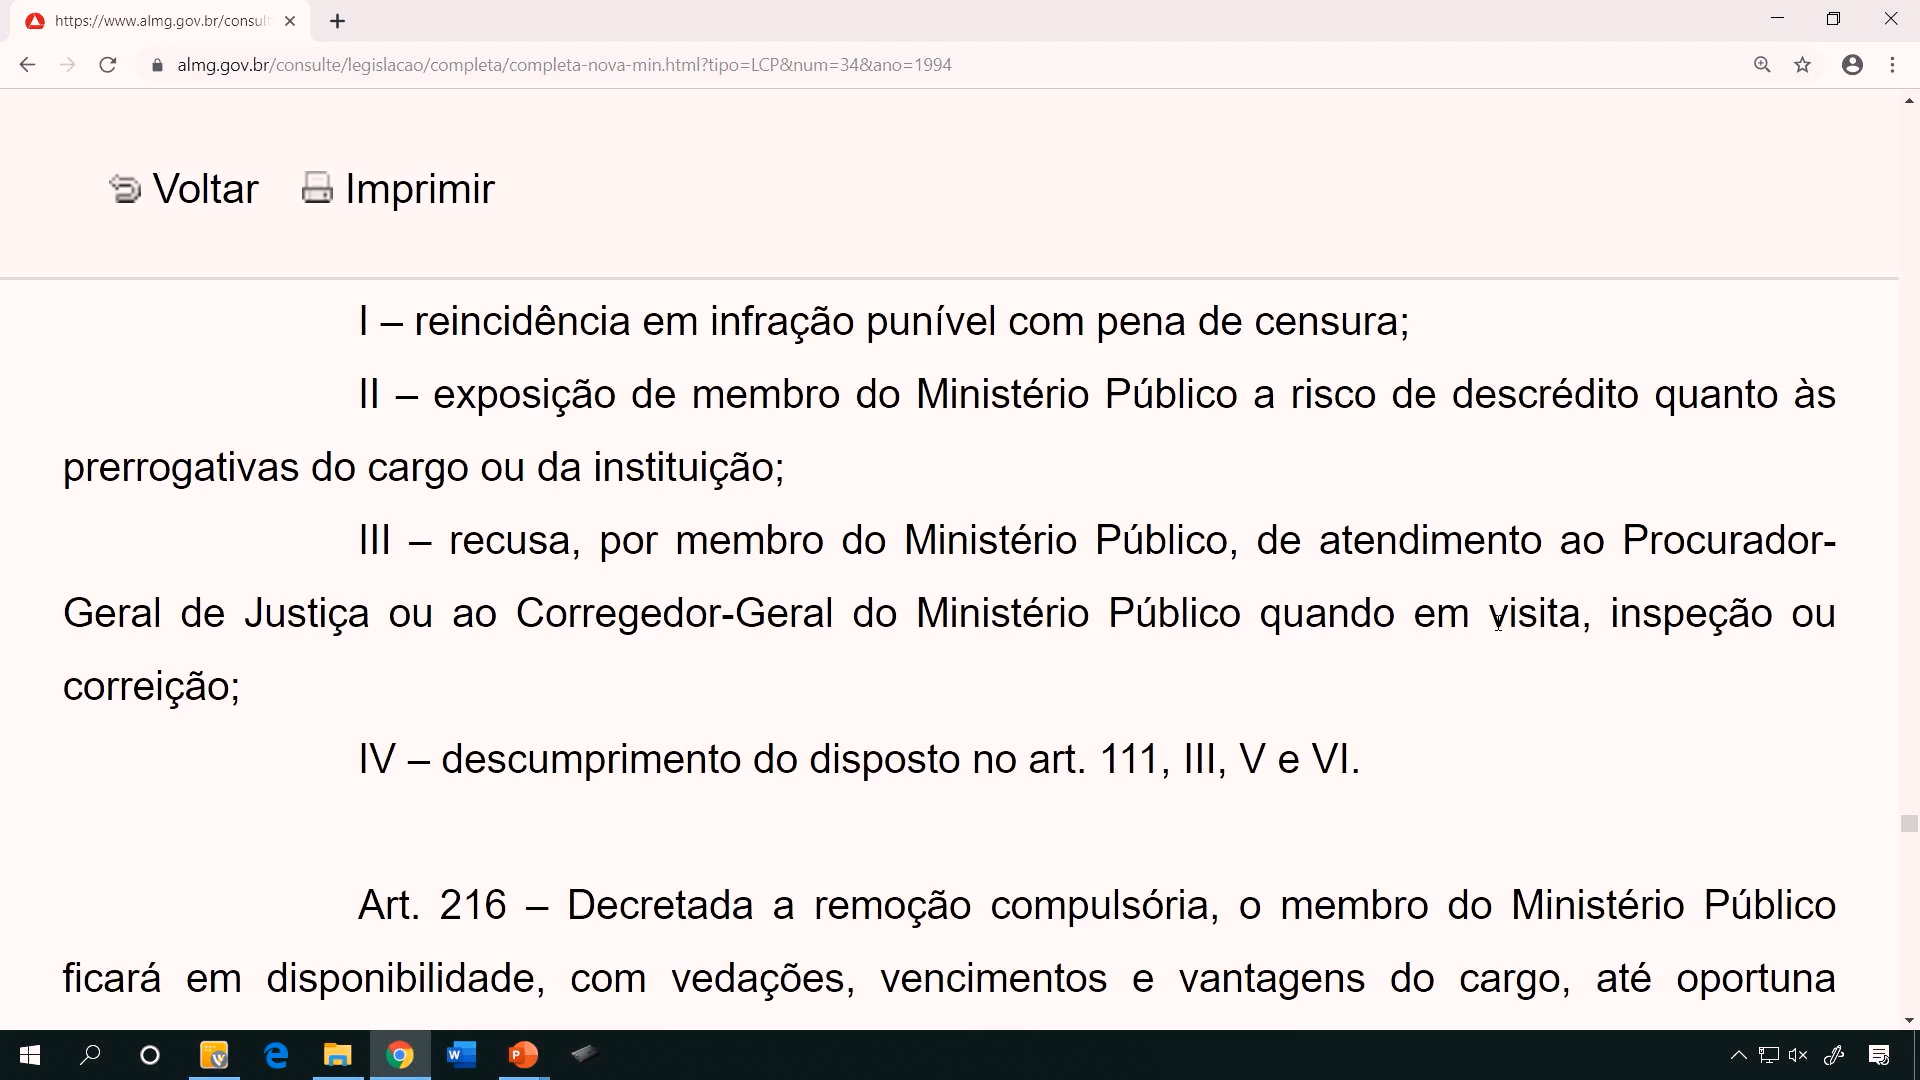 https://www.almg.gov.br/consult
almg.gov.br/consulte/legislacao/completa/completa-nova-min.html?tipo=LCP&num=34&ano=1994
Voltar Imprimir
I – reincidência em infração punível com pena de censura;
II – exposição de membro do Ministério Público a risco de descrédito quanto às
prerrogativas do cargo ou da instituição;
III – recusa, por membro do Ministério Público, de atendimento ao Procurador-
Geral de Justiça ou ao Corregedor-Geral do Ministério Público quando em visita, inspeção ou
correição;
IV – descumprimento do disposto no art. 111, III, V e VI.
Art. 216 – Decretada a remoção compulsória, o membro do Ministério Público
ficará em disponibilidade, com vedações, vencimentos e vantagens do cargo, até oportuna